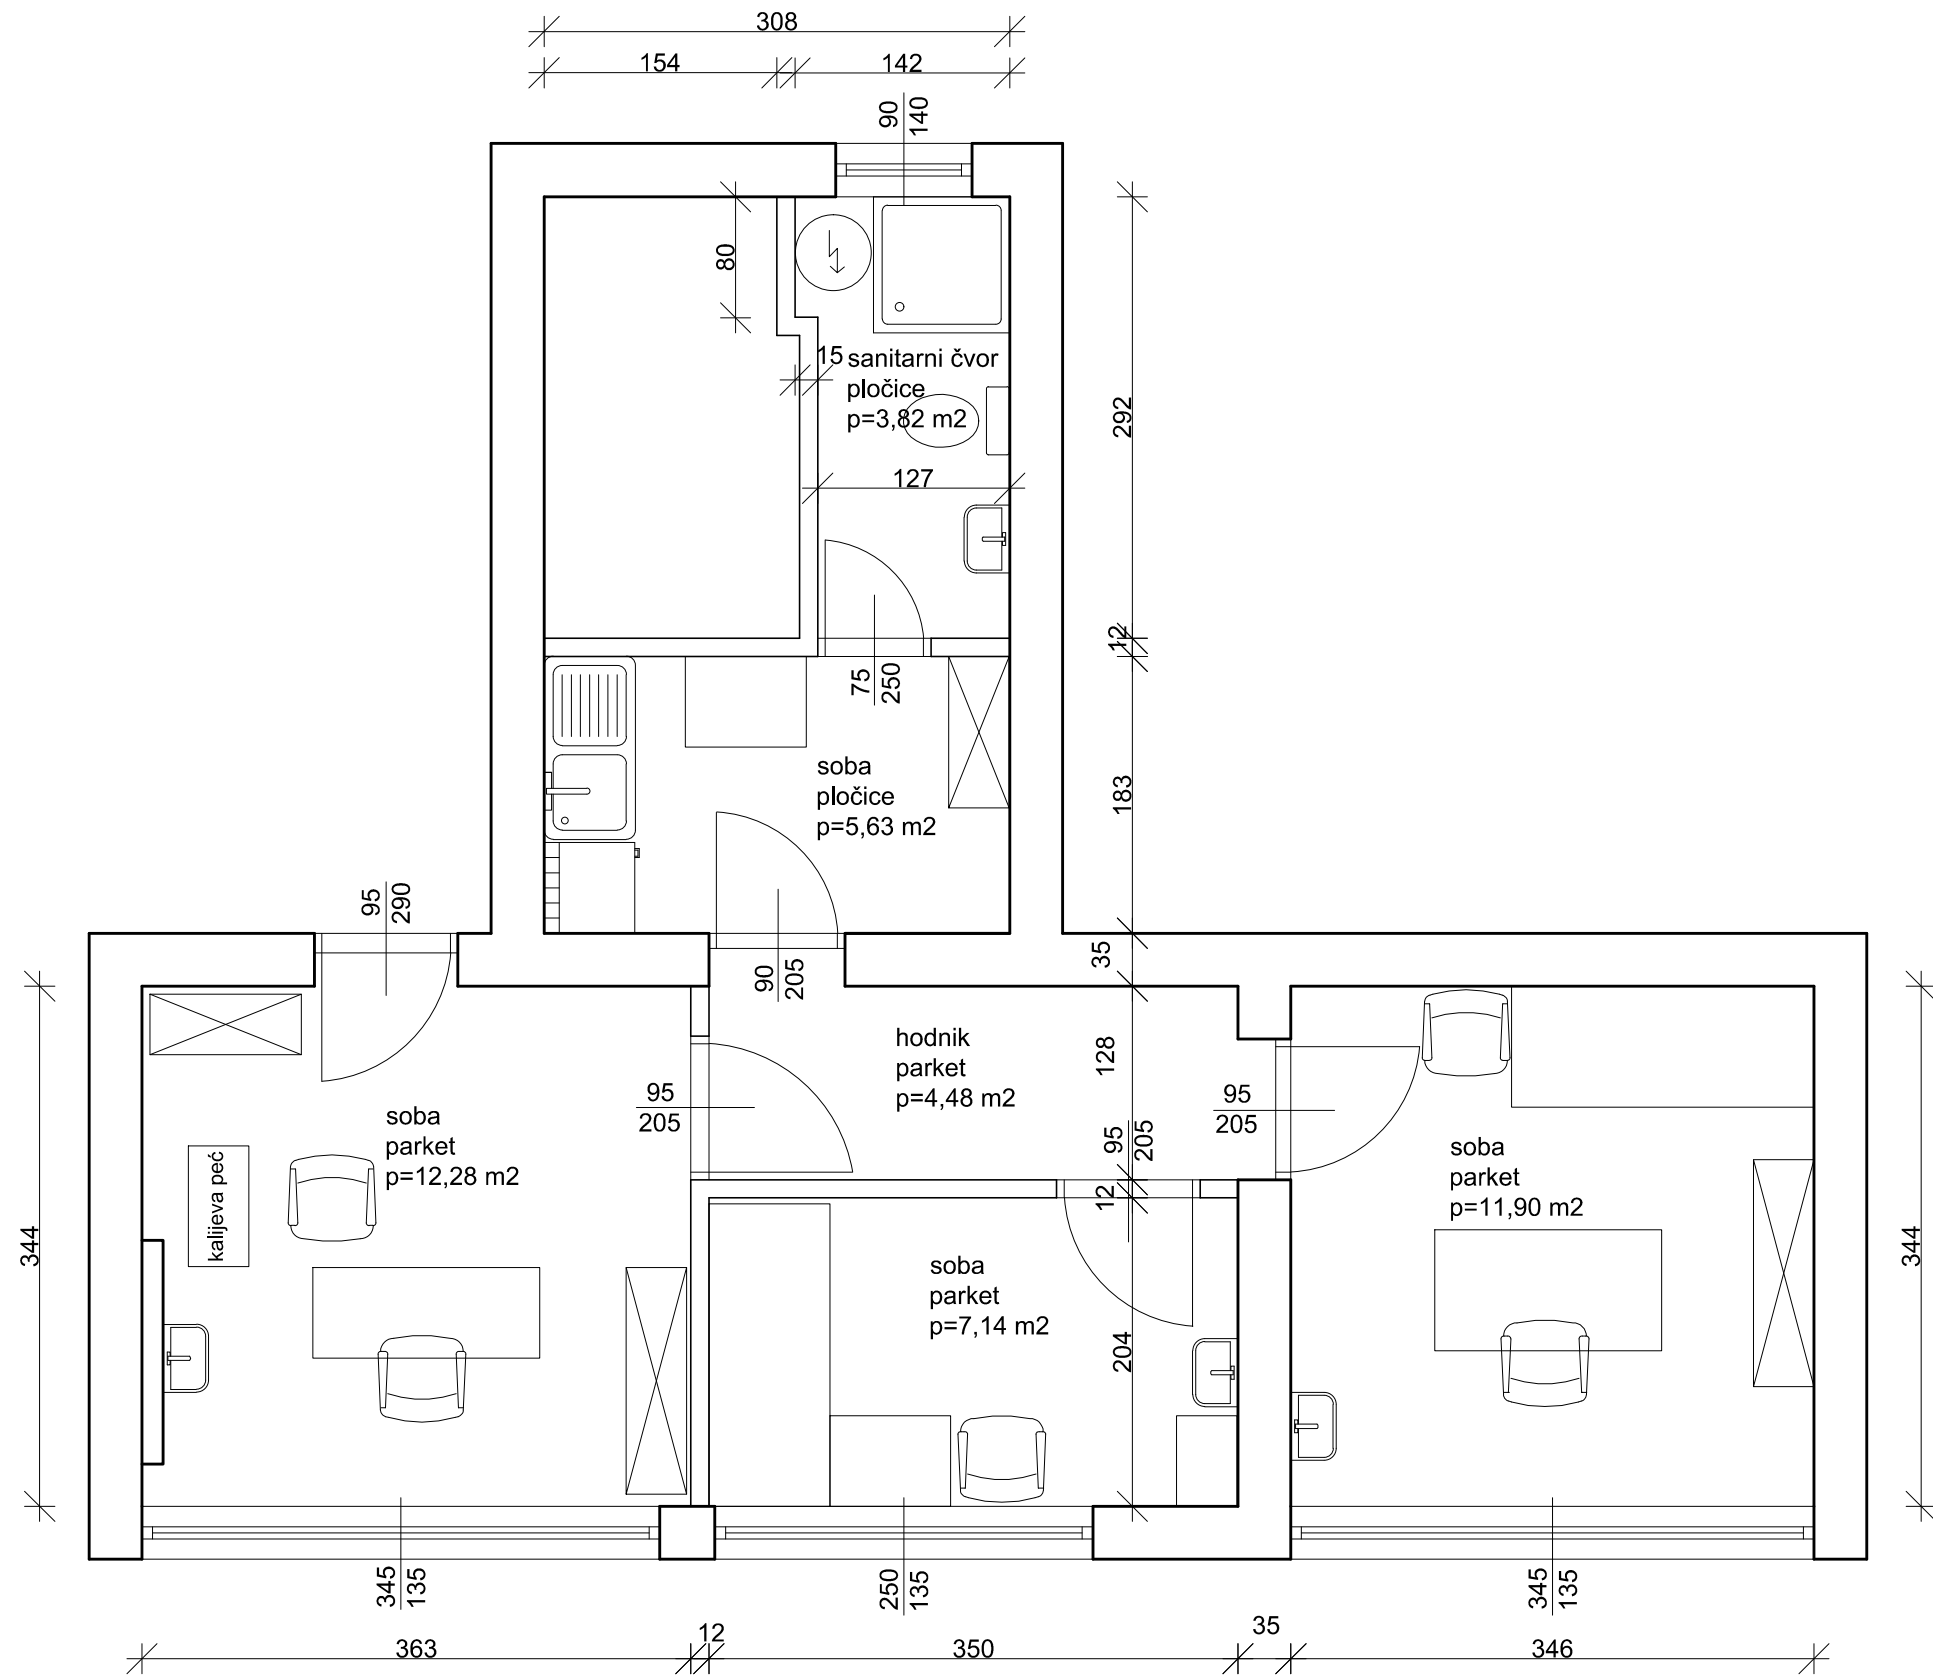 308
154
142
90
140
80
15
sanitarni čvor
pločice
p=3,82 m2
292
127
12
75
250
soba
pločice
p=5,63 m2
183
95
290
90
205
35
hodnik
parket
p=4,48 m2
128
95
205
95
205
95
205
12
soba
parket
p=12,28 m2
kalijeva peć
soba
parket
p=11,90 m2
344
344
soba
parket
p=7,14 m2
204
345
135
250
135
345
135
363
12
350
35
346